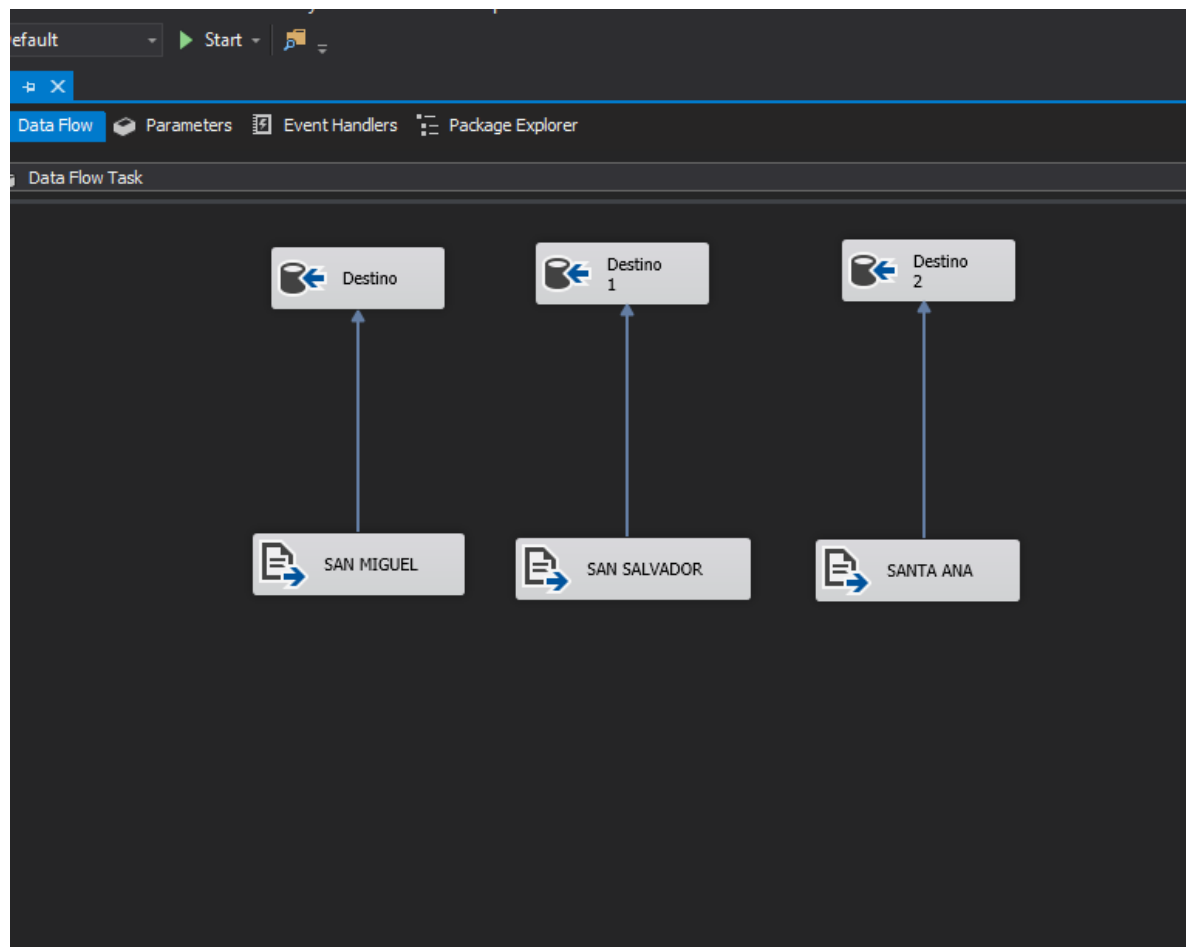 Start
Data Flow Parameters Event Handlers Package Explorer
Data Flow Task
Destino
Destino
1
Destino
2
SAN MIGUEL
SAN SALVADOR
SANTA ANA